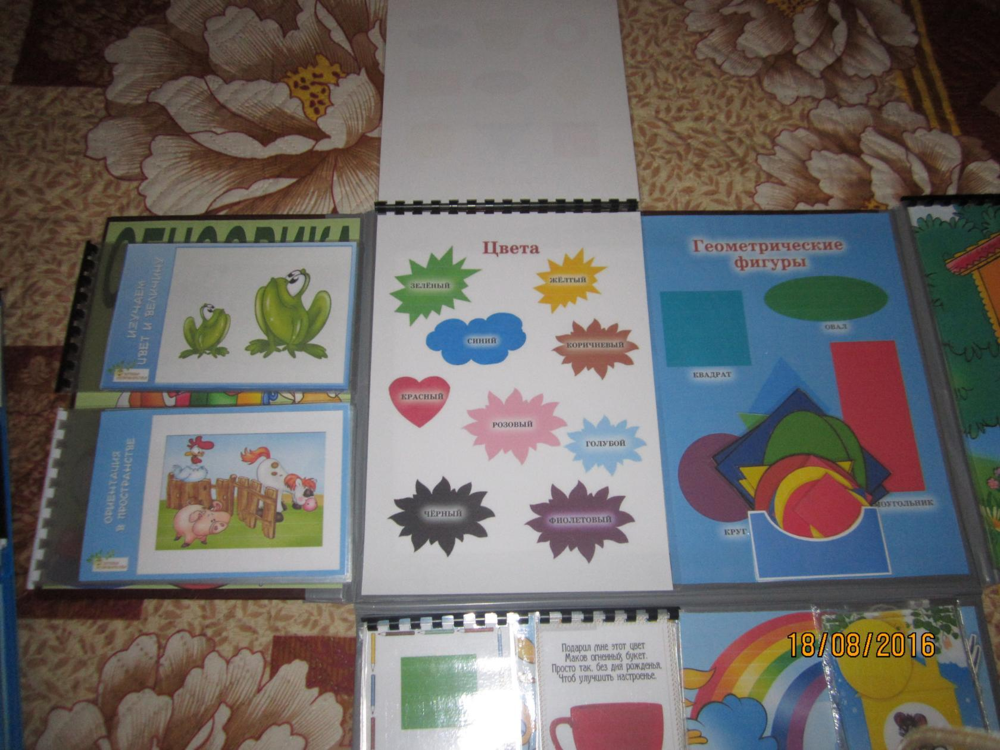 СЕНСОРИКА
ИЗУЧАЕМ
ЦВЕТ И ВЕЛИЧИНУ
ОРИЕНТАЦИЯ
В ПРОСТРАНСТВЕ
Цвета
ЗЕЛЁНЫЙ
ЖЁЛТЫЙ
СИНИЙ
КОРИЧНЕВЫЙ
КРАСНЫЙ
РОЗОВЫЙ
ГОЛУБОЙ
ЧЁРНЫЙ
ФИОЛЕТОВЫЙ
Геометрические
фигуры
ОВАЛ
КВАДРАТ
МОУГОЛЬНИК
КРУГ
Подарил мне этот цвет
Маков огненных букет.
Просто так, без дня рожденья,
Чтоб улучшить настроенье.
18/08/2016